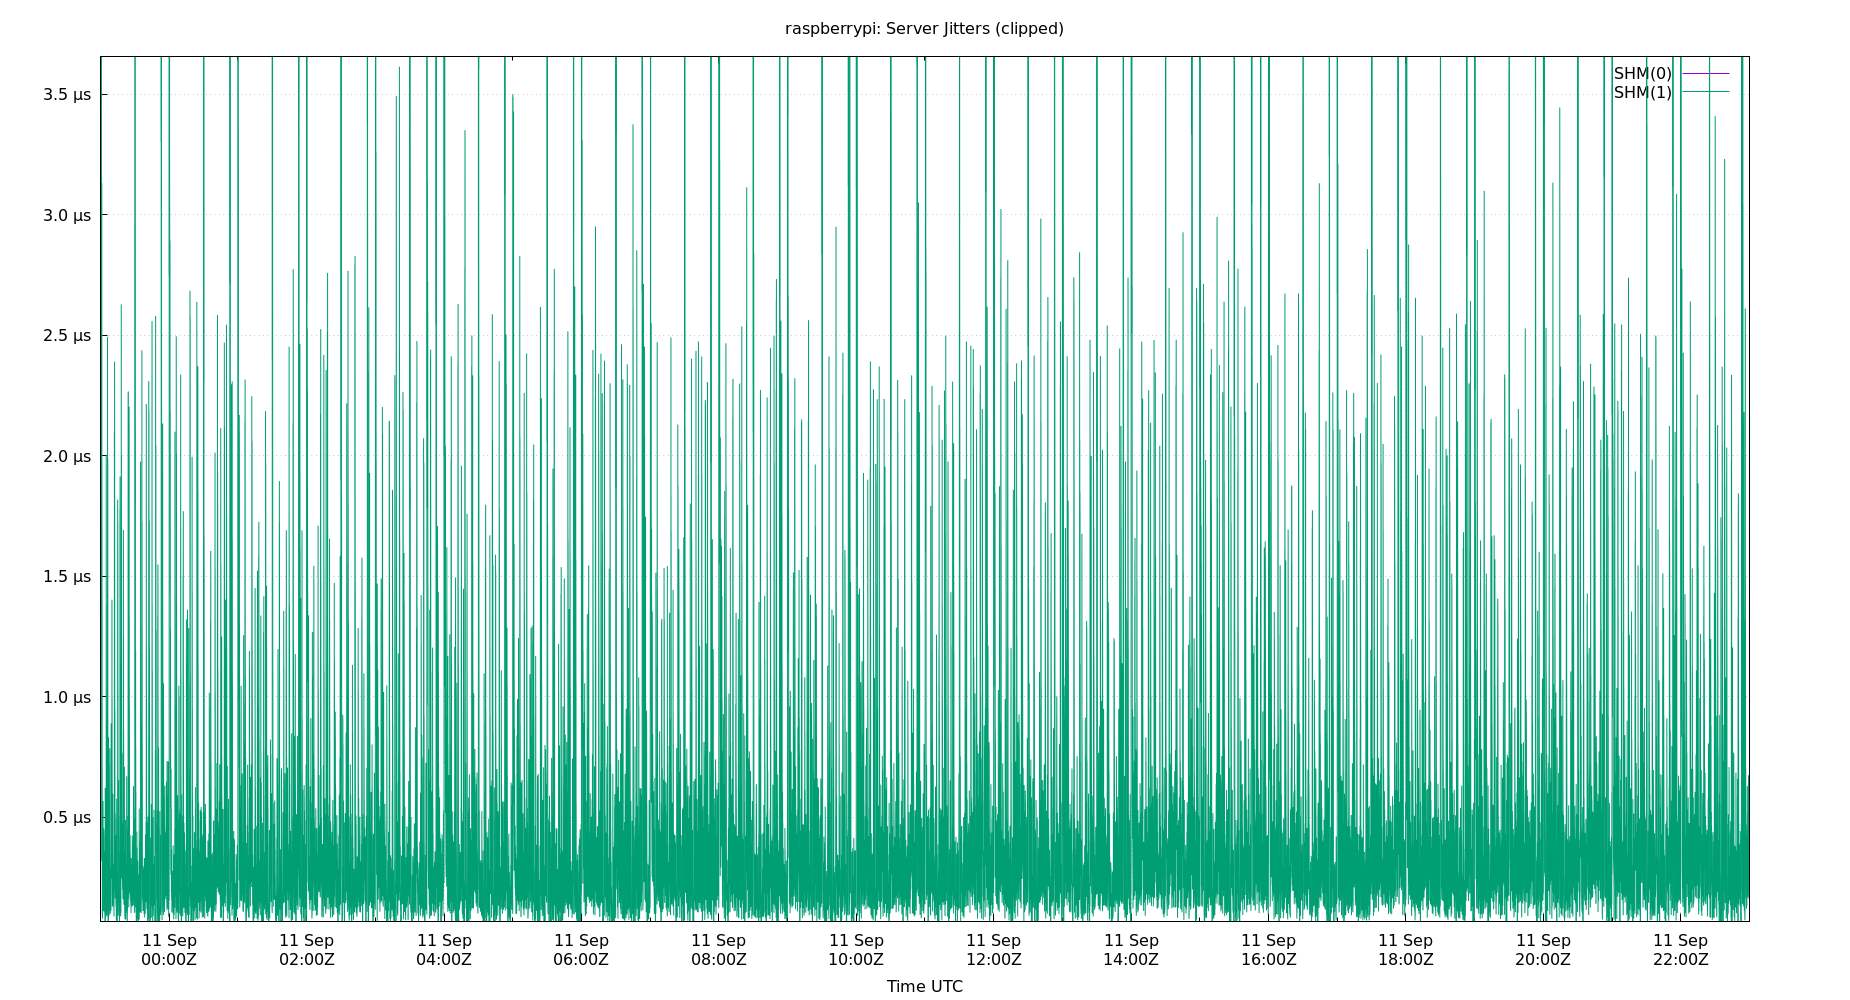 raspberrypi: Server Jitters (clipped)
SHM(0)
SHM(1)
3.5 µs
3.0 µs
2.5 µs
2.0 µs
1.5 µs
1.0 µs
0.5 µs
11 Sep 11 Sep 11 Sep 11 Sep 11 Sep 11 Sep 11 Sep 11 Sep 11 Sep 11 Sep 11 Sep 11 Sep
00:00Z 02:00Z 04:00Z 06:00Z 08:00Z 10:00Z 12:00Z 14:00Z 16:00Z 18:00Z 20:00Z 22:00Z
Time UTC